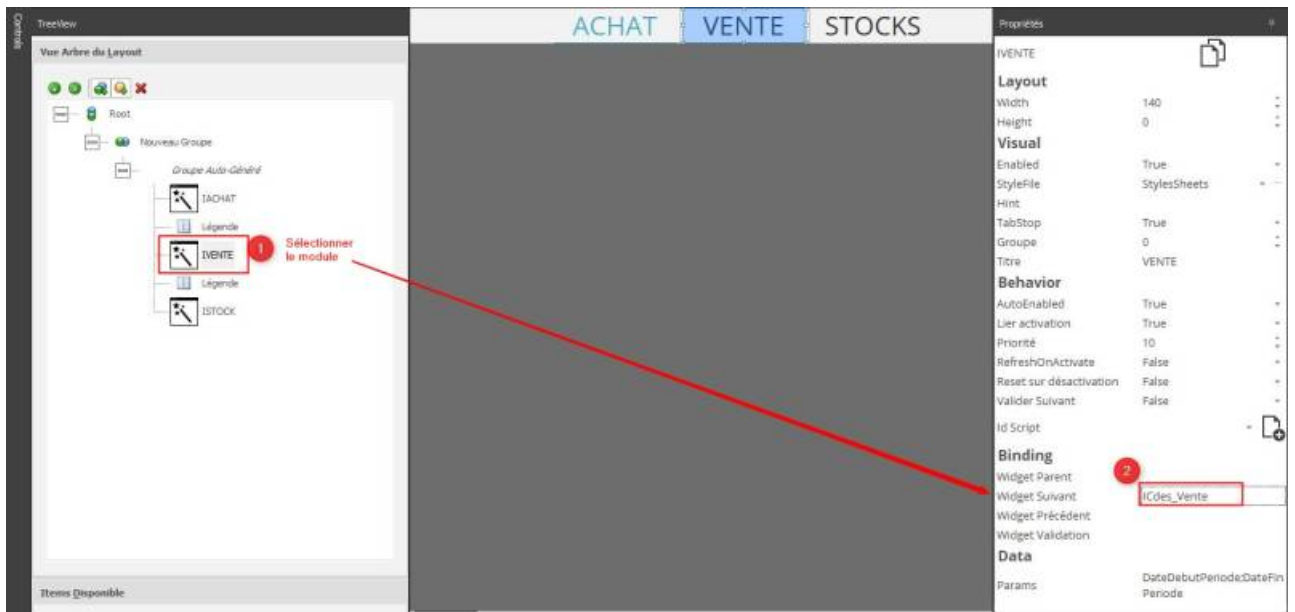 Controls
TreeView
Vue Arbre du Layout
Root
Nouveau Groupe
Groupe Auto-Généré
IACHAT
Légende
IVENTE
1
Sélectionner
le module
Légende
ISTOCK
Items Disponible
ACHAT
VENTE
STOCKS
Propriétés
IVENTE
Layout
Width 140
Height 0
Visual
Enabled True
StyleFile StylesSheets
Hint
TabStop True
Groupe 0
Titre VENTE
Behavior
AutoEnabled True
Lier activation True
Priorité 10
RefreshOnActivate False
Reset sur désactivation False
Valider Suivant False
Id Script
Binding
2
Widget Parent
Widget Suivant ICdes_Vente
Widget Précédent
Widget Validation
Data
Params DateDebutPeriode;DateFin
Periode